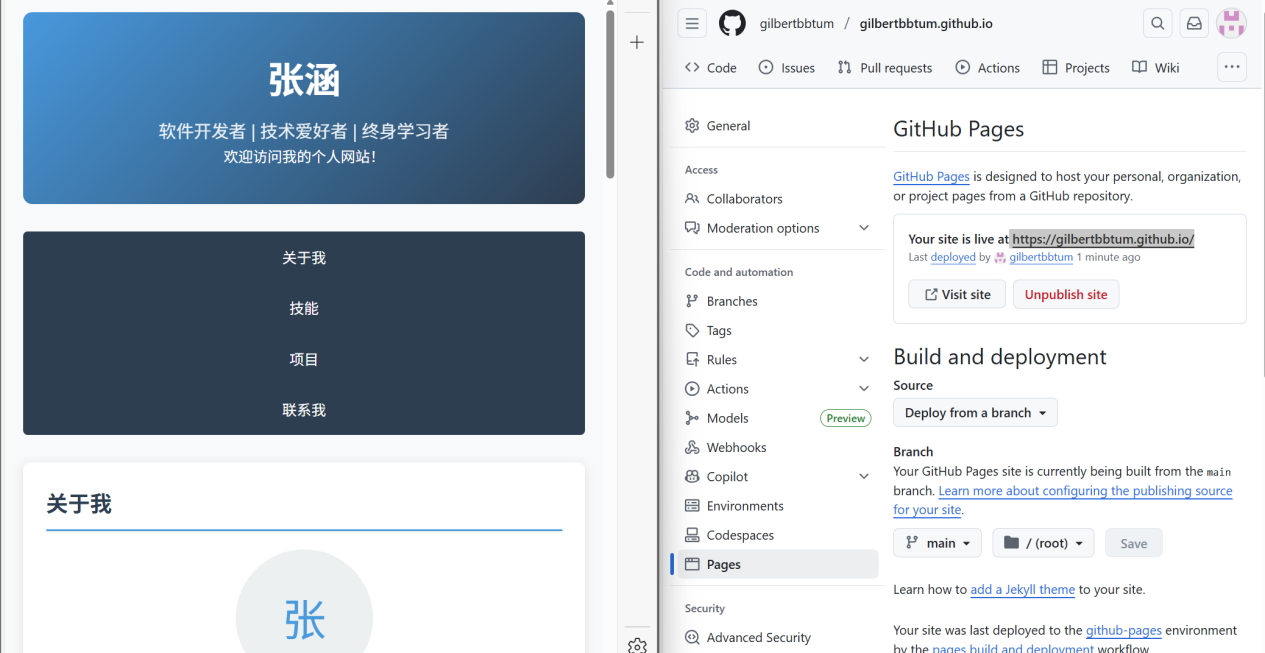 张涵
软件开发者 | 技术爱好者 | 终身学习者
欢迎访问我的个人网站！
关于我
技能
项目
联系我
关于我
张
gilbertbbtum / gilbertbbtum.github.io
Code Issues Pull requests Actions Projects Wiki
General
Access
Collaborators
Moderation options
Code and automation
Branches
Tags
Rules
Actions
Models Preview
Webhooks
Copilot
Environments
Codespaces
Pages
Security
Advanced Security
GitHub Pages
GitHub Pages is designed to host your personal, organization,
or project pages from a GitHub repository.
Your site is live at https://gilbertbbtum.github.io/
Last deployed by gilbertbbtum 1 minute ago
Visit site Unpublish site
Build and deployment
Source
Deploy from a branch
Branch
Your GitHub Pages site is currently being built from the main
branch. Learn more about configuring the publishing source
for your site.
main / (root) Save
Learn how to add a Jekyll theme to your site.
Your site was last deployed to the github-pages environment
by the pages build and deployment workflow.